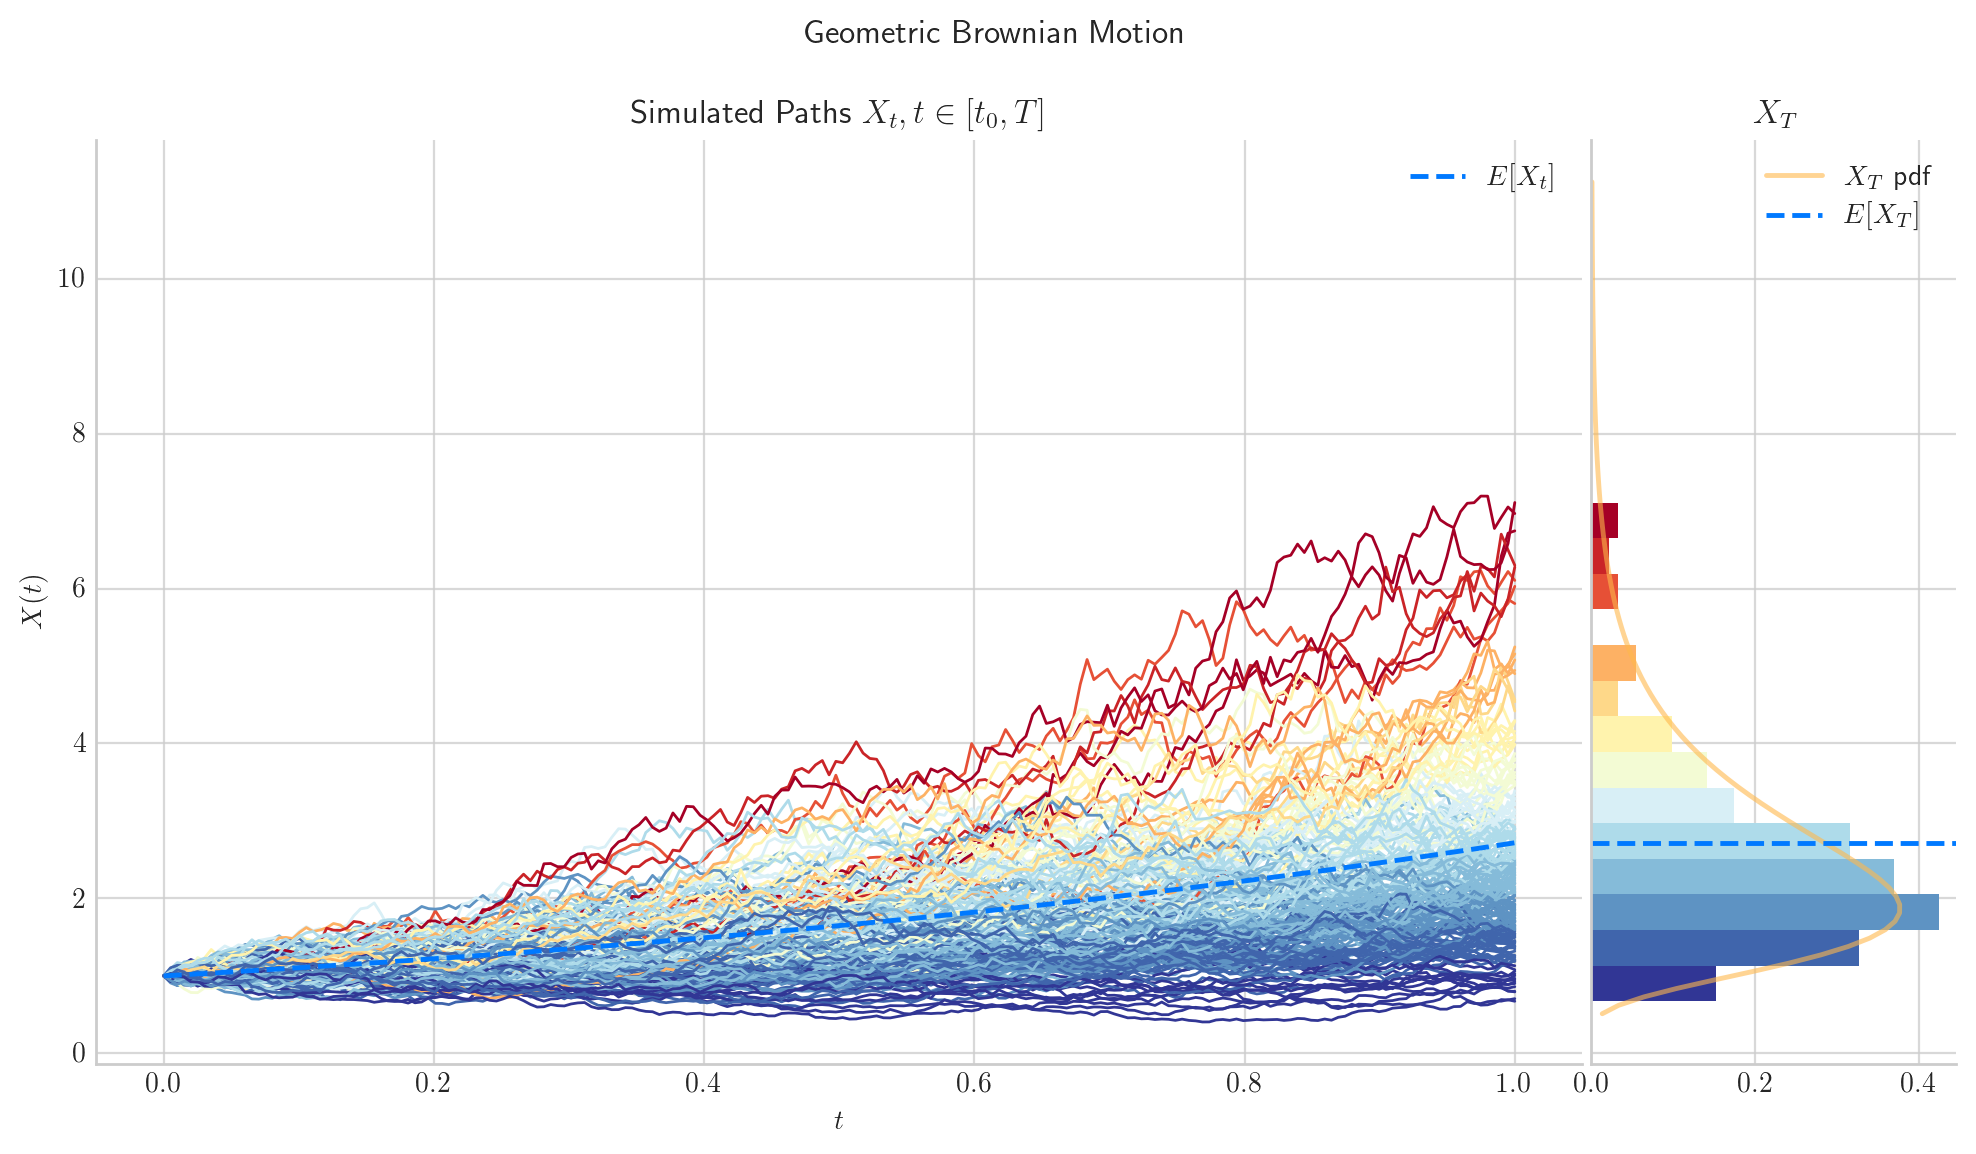 Geometric Brownian Motion
Simulated Paths $X_t, t \in [t_0, T]$
$X_T$
$E[X_t]$
$X_T$ pdf
$E[X_T]$
10
8
6
4
2
0
$X(t)$
0.0 0.2 0.4 0.6 0.8 1.0
0.0 0.2 0.4
$t$